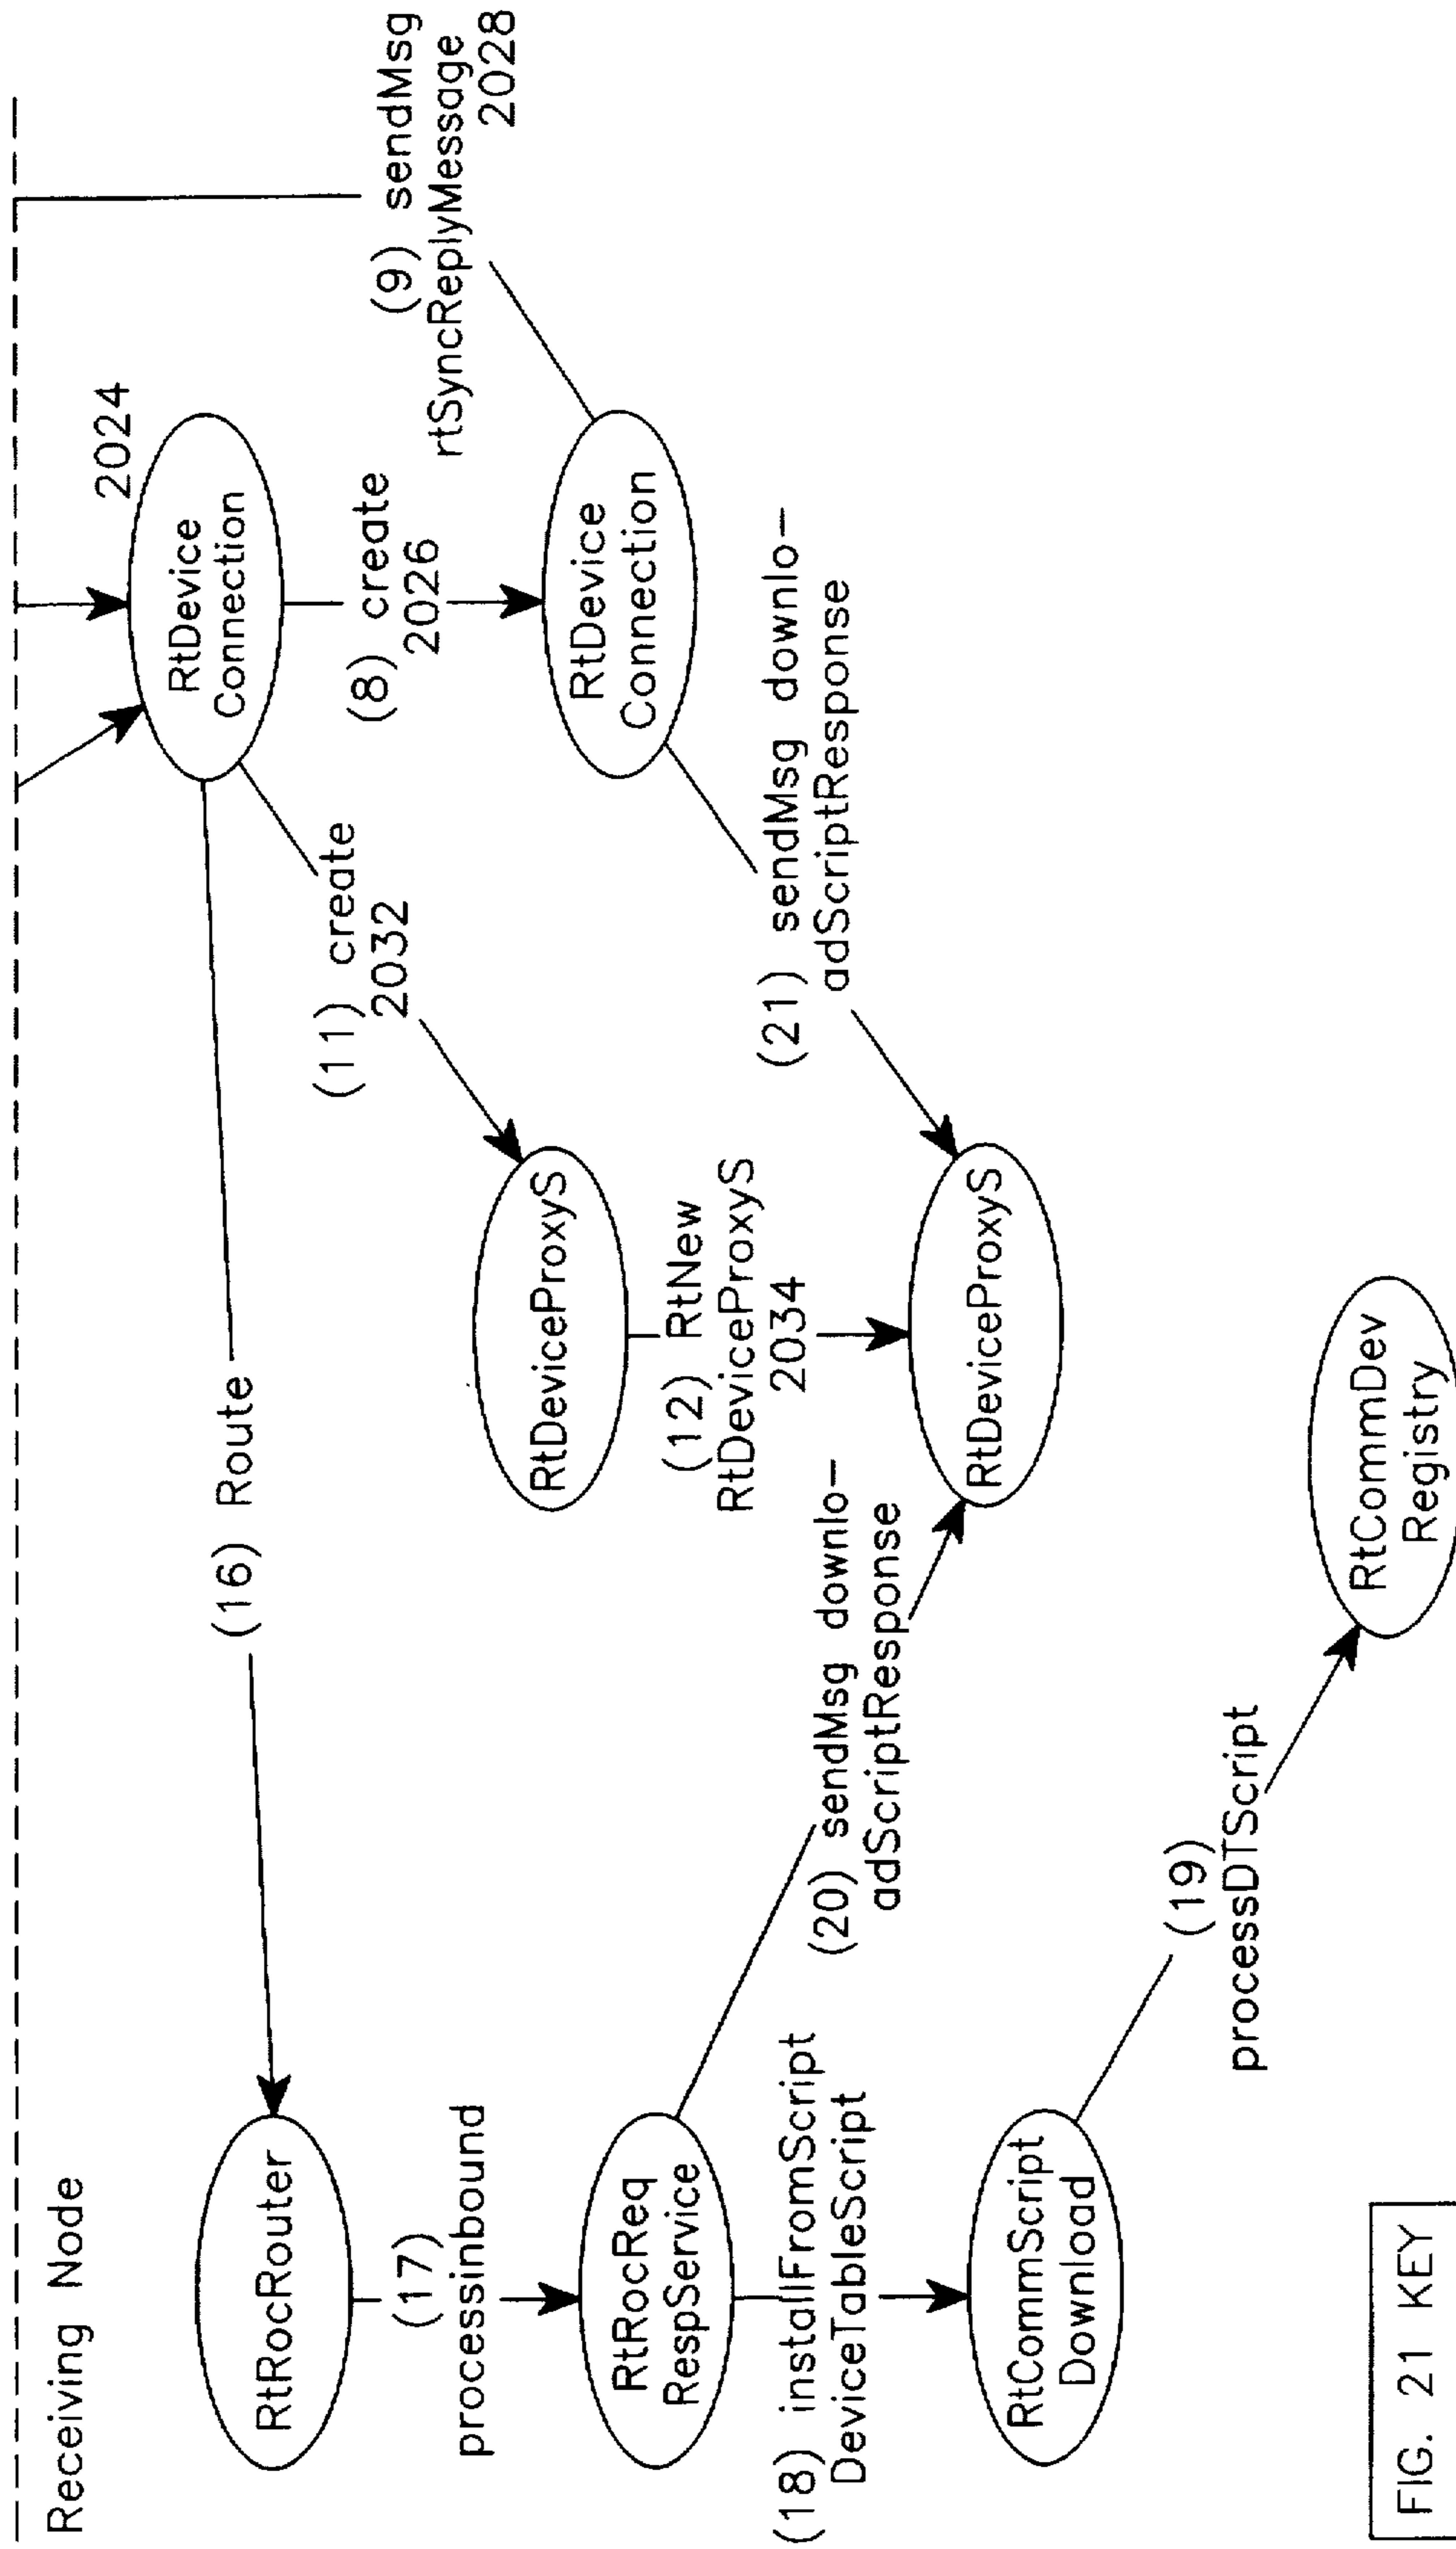 Receiving Node
2024
RtDevice
Connection
(16) Route
(11) create
2032
(8) create
2026
(9) sendMsg
rtSyncReplyMessage
2028
RtRocRouter
(17)
processinbound
RtDeviceProxyS
RtDevice
Connection
RtRocReq
RespService
(12) RtNew
RtDeviceProxyS
2034
(21) sendMsg downlo-
adScriptResponse
(18) installFromScript
DeviceTableScript
(20) sendMsg downlo-
adScriptResponse
RtDeviceProxyS
RtCommScript
Download
(19)
processDTScript
RtCommDev
Registry
FIG. 21 KEY